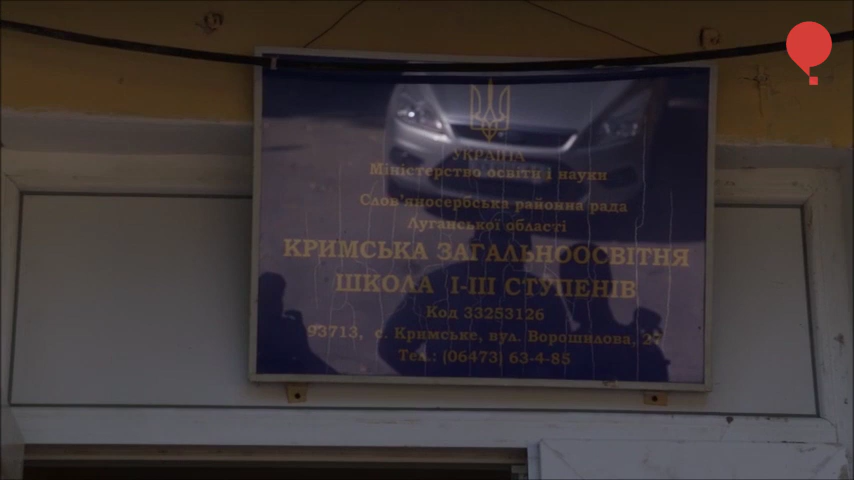 УКРАЇНА
Міністерство освіти і науки
Слов'яносербська районна рада
Луганської області
КРИМСЬКА ЗАГАЛЬНООСВІТНЯ
ШКОЛА І-ІІІ СТУПЕНІВ
Код 33253126
93713, с. Кримське, вул. Ворошилова,
Тел.: (06473) 63-4-85